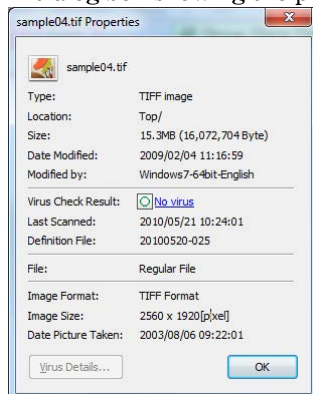 sample04.tif Properties
sample04.tif
Type: TIFF image
Location: Top/
Size: 15.3MB (16,072,704 Byte)
Date Modified: 2009/02/04 11:16:59
Modified by: Windows7-64bit-English
Virus Check Result: No virus
Last Scanned: 2010/05/21 10:24:01
Definition File: 20100520-025
File: Regular File
Image Format: TIFF Format
Image Size: 2560 x 1920[pixel]
Date Picture Taken: 2003/08/06 09:22:01
Virus Details... OK